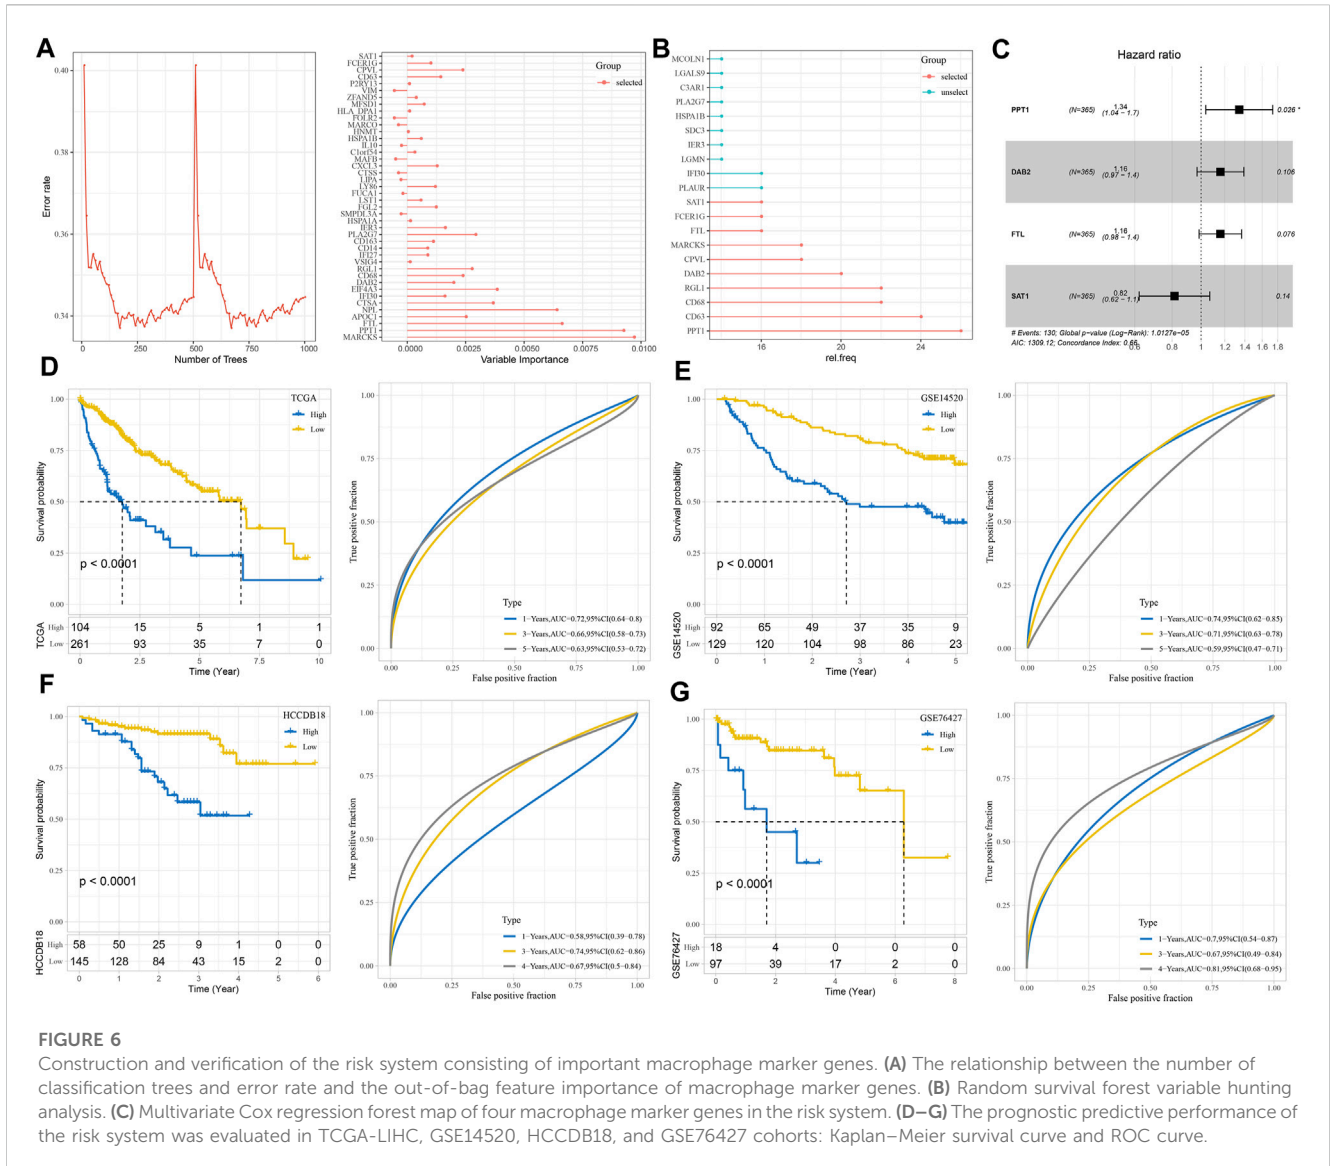 A
Error rate
0.40
0.38
0.36
0.34
0
250
500
750
1000
Number of Trees
SAT1
FCER1G
CPVL
CD63
P2RY13
VIM
ZFAND5
MFSD1
HLA_DPA1
FOLR2
MARCO
HNMT
HSPA1B
IL10
C1orf54
MAFB
CXCL3
CTSS
LIPA
LY86
FUCA1
LST1
FGL2
SMPDL3A
HSPA1A
IER3
PLA2G7
CD163
CD14
IFI27
VSIG4
RGL1
CD68
DAB2
EIF4A3
IFI30
CTSA
NPL
APOC1
FTL
PPT1
MARCKS
Group
selected
0.0000
0.0025
0.0050
0.0075
0.0100
Variable Importance
B
MCOLN1
LGALS9
C3AR1
PLA2G7
HSPA1B
SDC3
IER3
LGMN
IFI30
PLAUR
SAT1
FCER1G
FTL
MARCKS
CPVL
DAB2
RGL1
CD68
CD63
PPT1
Group
selected
unselect
16
20
24
rel.freq
C
Hazard ratio
PPT1 (N=365) 1.34 (1.04 − 1.7) 0.026 *
DAB2 (N=365) 1.16 (0.97 − 1.4) 0.106
FTL (N=365) 1.16 (0.98 − 1.4) 0.076
SAT1 (N=365) 0.82 (0.62 − 1.1) 0.14
# Events: 130; Global p−value (Log−Rank): 1.0127e−05
AIC: 1309.12; Concordance Index: 0.66
0.6 0.8 1 1.2 1.4 1.6 1.8
D
Survival probability
1.00
0.75
0.50
0.25
0.00
TCGA
High
Low
p < 0.0001
TCGA
High 104 15 5 1 1
Low 261 93 35 7 0
0 2.5 5 7.5 10
Time (Year)
True positive fraction
1.00
0.75
0.50
0.25
0.00
Type
1−Years,AUC=0.72,95%CI(0.64−0.8)
3−Years,AUC=0.66,95%CI(0.58−0.73)
5−Years,AUC=0.63,95%CI(0.53−0.72)
0.00 0.25 0.50 0.75 1.00
False positive fraction
E
Survival probability
1.00
0.75
0.50
0.25
0.00
GSE14520
High
Low
p < 0.0001
GSE14520
High 92 65 49 37 35 9
Low 129 120 104 98 86 23
0 1 2 3 4 5
Time (Year)
True positive fraction
1.00
0.75
0.50
0.25
0.00
Type
1−Years,AUC=0.74,95%CI(0.62−0.85)
3−Years,AUC=0.71,95%CI(0.63−0.78)
5−Years,AUC=0.59,95%CI(0.47−0.71)
0.00 0.25 0.50 0.75 1.00
False positive fraction
F
Survival probability
1.00
0.75
0.50
0.25
0.00
HCCDB18
High
Low
p < 0.0001
HCCDB18
High 58 50 25 9 1 0 0
Low 145 128 84 43 15 2 0
0 1 2 3 4 5 6
Time (Year)
True positive fraction
1.00
0.75
0.50
0.25
0.00
Type
1−Years,AUC=0.58,95%CI(0.39−0.78)
3−Years,AUC=0.74,95%CI(0.62−0.86)
4−Years,AUC=0.67,95%CI(0.5−0.84)
0.00 0.25 0.50 0.75 1.00
False positive fraction
G
Survival probability
1.00
0.75
0.50
0.25
0.00
GSE76427
High
Low
p < 0.0001
GSE76427
High 18 4 0 0 0
Low 97 39 17 2 0
0 2 4 6 8
Time (Year)
True positive fraction
1.00
0.75
0.50
0.25
0.00
Type
1−Years,AUC=0.7,95%CI(0.54−0.87)
3−Years,AUC=0.67,95%CI(0.49−0.84)
4−Years,AUC=0.81,95%CI(0.68−0.95)
0.00 0.25 0.50 0.75 1.00
False positive fraction
FIGURE 6
Construction and verification of the risk system consisting of important macrophage marker genes. (A) The relationship between the number of
classification trees and error rate and the out-of-bag feature importance of macrophage marker genes. (B) Random survival forest variable hunting
analysis. (C) Multivariate Cox regression forest map of four macrophage marker genes in the risk system. (D–G) The prognostic predictive performance of
the risk system was evaluated in TCGA-LIHC, GSE14520, HCCDB18, and GSE76427 cohorts: Kaplan–Meier survival curve and ROC curve.